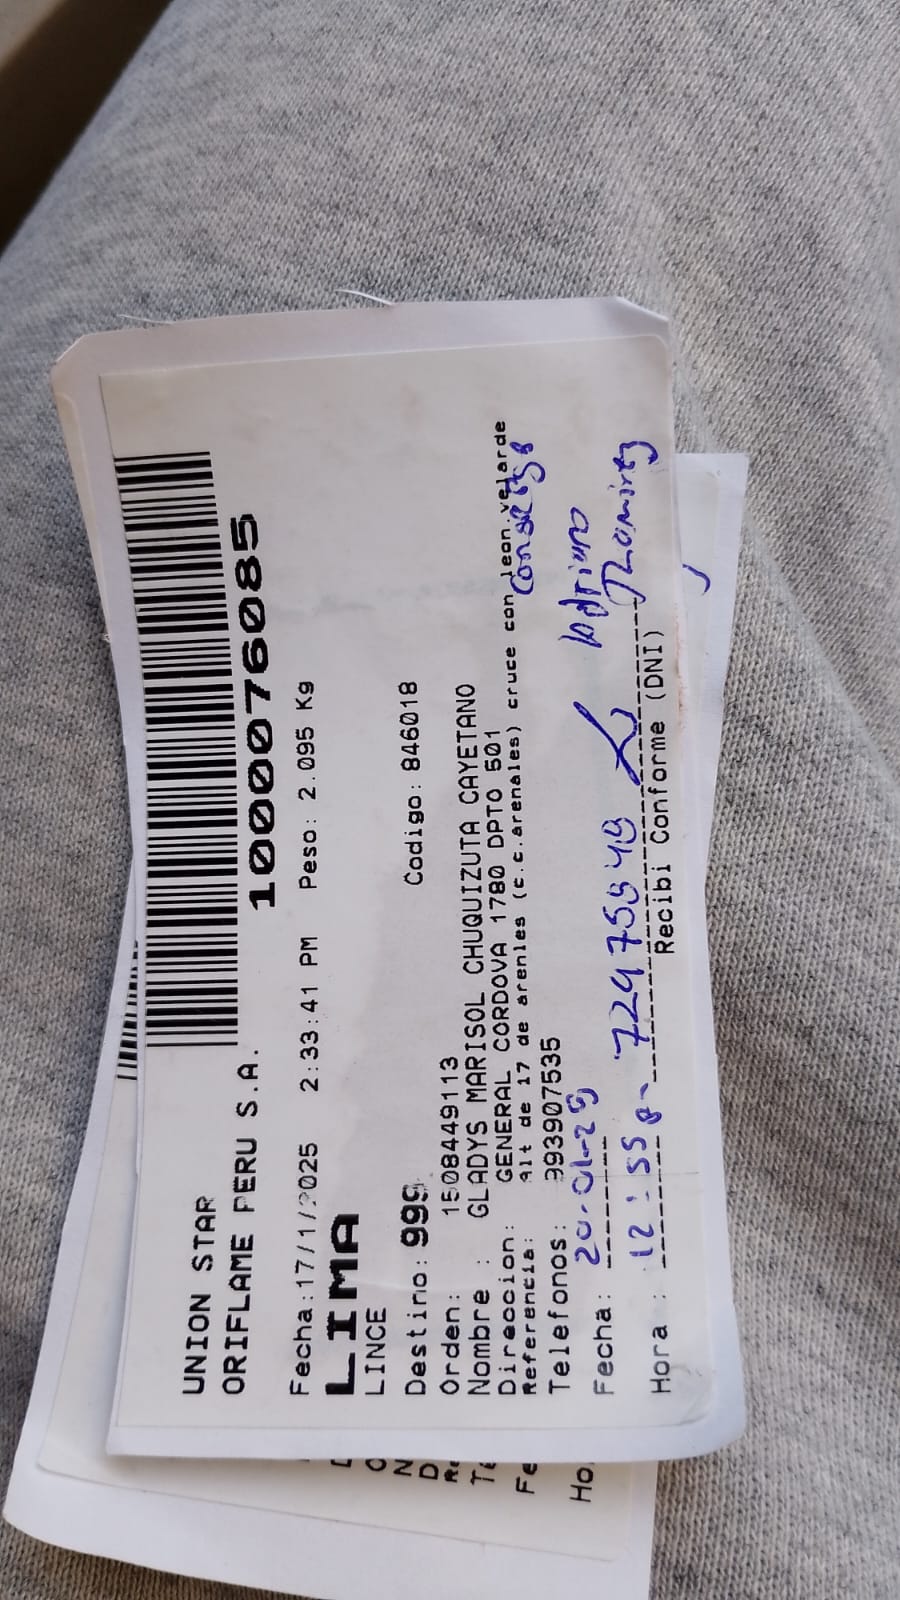 UNION STAR
ORIFLAME PERU S.A.
1000076085
Fecha:17/1/2025 2:33:41 PM Peso: 2.095 Kg
LIMA
LINCE
Destino: 999 Codigo: 846018
Orden: 1508449113
Nombre : GLADYS MARISOL CHUQUIZUTA CAYETANO
Direccion: GENERAL CORDOVA 1780 DPTO 501
Referencia: Alt de 17 de arenles (c.c.arenales) cruce con leon velarde
Telefonos: 993907535
Fecha: 20-01-25
Hora : 12:55
Recibi Conforme (DNI)